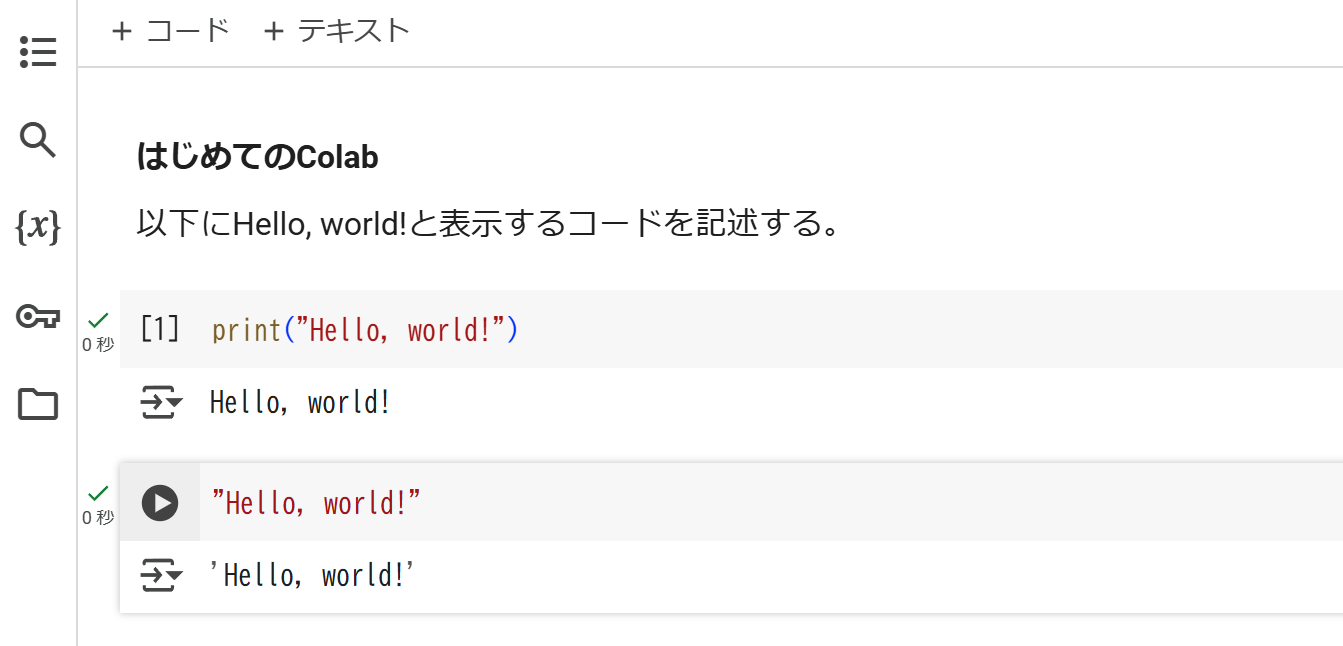 + コード + テキスト
はじめてのColab
以下にHello, world!と表示するコードを記述する。
{x}
[1] print("Hello, world!")
0 秒
Hello, world!
"Hello, world!"
0 秒
'Hello, world!'